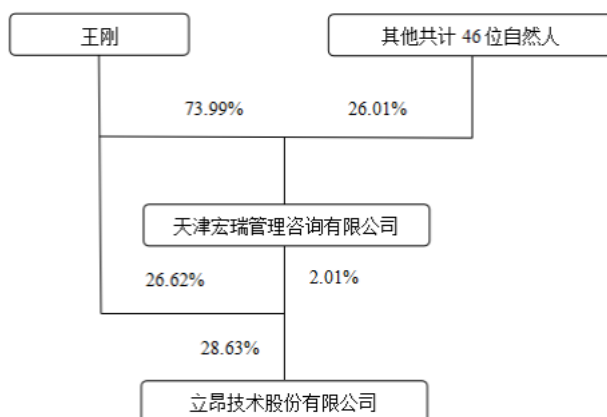 王刚
其他共计 46 位自然人
73.99%
26.01%
天津宏瑞管理咨询有限公司
26.62%
2.01%
28.63%
立昂技术股份有限公司